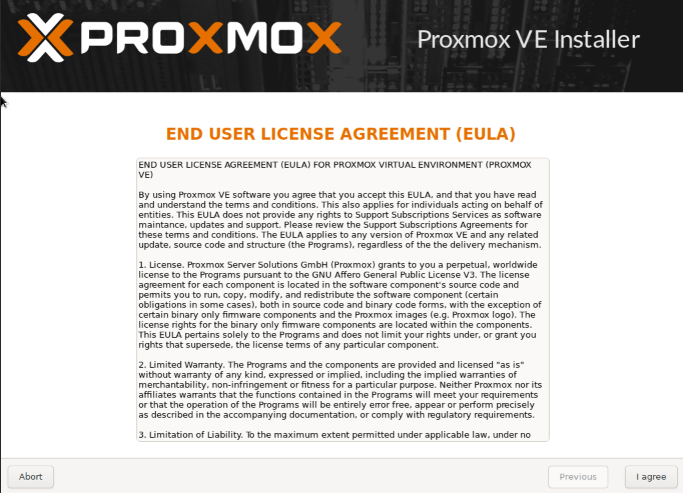 PROXMOX
Proxmox VE Installer
END USER LICENSE AGREEMENT (EULA)
END USER LICENSE AGREEMENT (EULA) FOR PROXMOX VIRTUAL ENVIRONMENT (PROXMOX
VE)
By using Proxmox VE software you agree that you accept this EULA, and that you have read
and understand the terms and conditions. This also applies for individuals acting on behalf of
entities. This EULA does not provide any rights to Support Subscriptions Services as software
maintance, updates and support. Please review the Support Subscriptions Agreements for
these terms and conditions. The EULA applies to any version of Proxmox VE and any related
update, source code and structure (the Programs), regardless of the the delivery mechanism.
1. License. Proxmox Server Solutions GmbH (Proxmox) grants to you a perpetual, worldwide
license to the Programs pursuant to the GNU Affero General Public License V3. The license
agreement for each component is located in the software component's source code and
permits you to run, copy, modify, and redistribute the software component (certain
obligations in some cases), both in source code and binary code forms, with the exception of
certain binary only firmware components and the Proxmox images (e.g. Proxmox logo). The
license rights for the binary only firmware components are located within the components.
This EULA pertains solely to the Programs and does not limit your rights under, or grant you
rights that supersede, the license terms of any particular component.
2. Limited Warranty. The Programs and the components are provided and licensed "as is"
without warranty of any kind, expressed or implied, including the implied warranties of
merchantability, non-infringement or fitness for a particular purpose. Neither Proxmox nor its
affiliates warrants that the functions contained in the Programs will meet your requirements
or that the operation of the Programs will be entirely error free, appear or perform precisely
as described in the accompanying documentation, or comply with regulatory requirements.
3. Limitation of Liability. To the maximum extent permitted under applicable law, under no
Abort
Previous
I agree